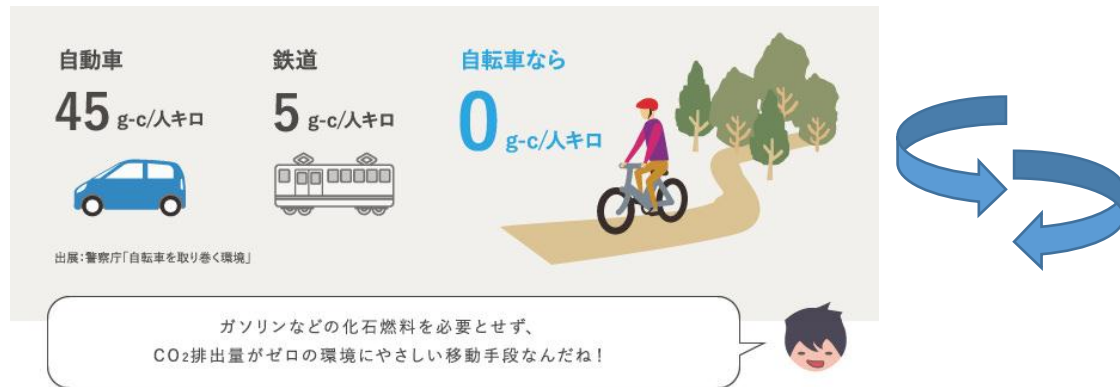 自動車
45 g-c/人キロ
鉄道
5 g-c/人キロ
自転車なら
0 g-c/人キロ
出展:警察庁「自転車を取り巻く環境」
ガソリンなどの化石燃料を必要とせず、
CO₂排出量がゼロの環境にやさしい移動手段なんだね!